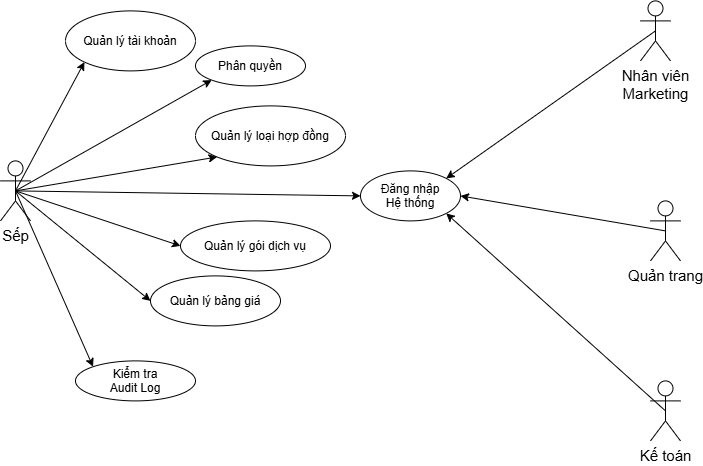 Quản lý tài khoản
Phân quyền
Nhân viên
Marketing
Quản lý loại hợp đồng
Đăng nhập
Hệ thống
Sếp
Quản lý gói dịch vụ
Quản trang
Quản lý bảng giá
Kiểm tra
Audit Log
Kế toán